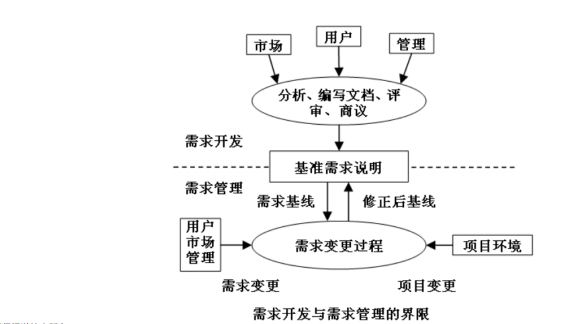 市场
用户
管理
分析、编写文档、评
审、商议
需求开发
基准需求说明
需求管理
需求基线
修正后基线
用户
市场
管理
需求变更过程
项目环境
需求变更
项目变更
需求开发与需求管理的界限